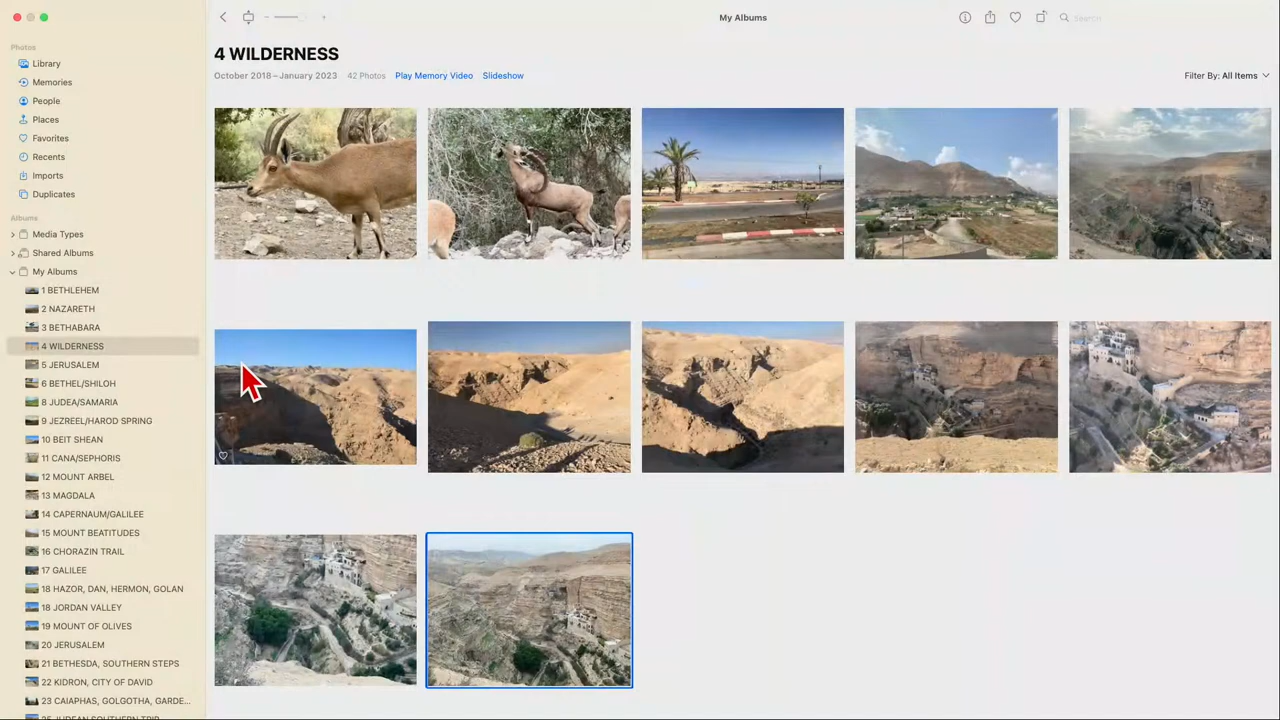 My Albums
Search
Photos
Library
Memories
People
Places
Favorites
Recents
Imports
Duplicates
Albums
Media Types
Shared Albums
My Albums
1 BETHLEHEM
2 NAZARETH
3 BETHABARA
4 WILDERNESS
5 JERUSALEM
6 BETHEL/SHILOH
8 JUDEA/SAMARIA
9 JEZREEL/HAROD SPRING
10 BEIT SHEAN
11 CANA/SEPHORIS
12 MOUNT ARBEL
13 MAGDALA
14 CAPERNAUM/GALILEE
15 MOUNT BEATITUDES
16 CHORAZIN TRAIL
17 GALILEE
18 HAZOR, DAN, HERMON, GOLAN
18 JORDAN VALLEY
19 MOUNT OF OLIVES
20 JERUSALEM
21 BETHESDA, SOUTHERN STEPS
22 KIDRON, CITY OF DAVID
23 CAIAPHAS, GOLGOTHA, GARDE...
25 JUDEAN SOUTHERN TRIP
4 WILDERNESS
October 2018–January 2023 42 Photos Play Memory Video Slideshow
Filter By: All Items